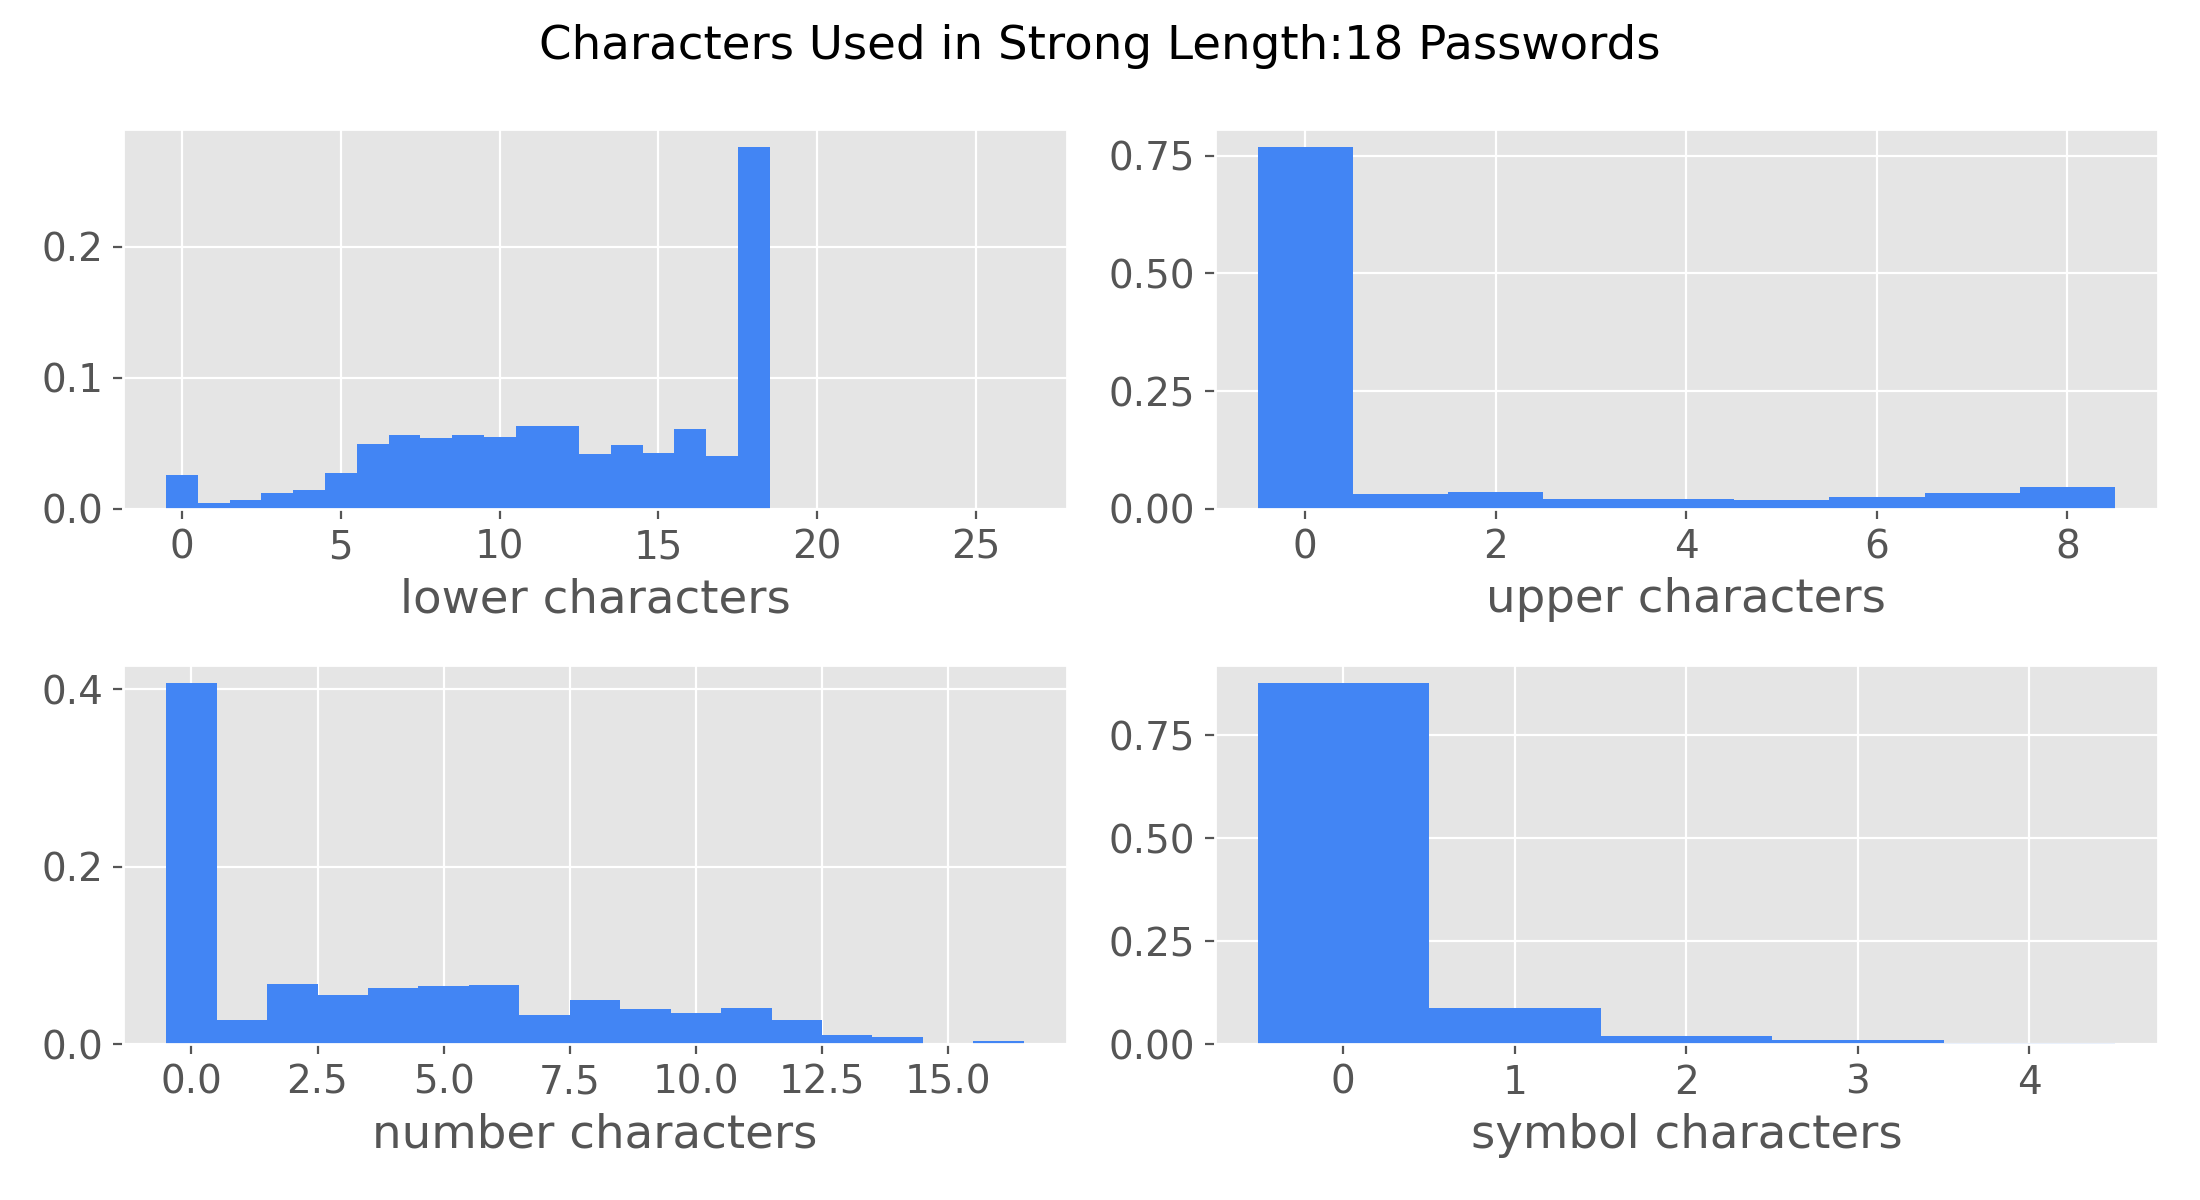 Characters Used in Strong Length:18 Passwords
0.2
0.1
0.0
0 5 10 15 20 25
lower characters
0.75
0.50
0.25
0.00
0 2 4 6 8
upper characters
0.4
0.2
0.0
0.0 2.5 5.0 7.5 10.0 12.5 15.0
number characters
0.75
0.50
0.25
0.00
0 1 2 3 4
symbol characters